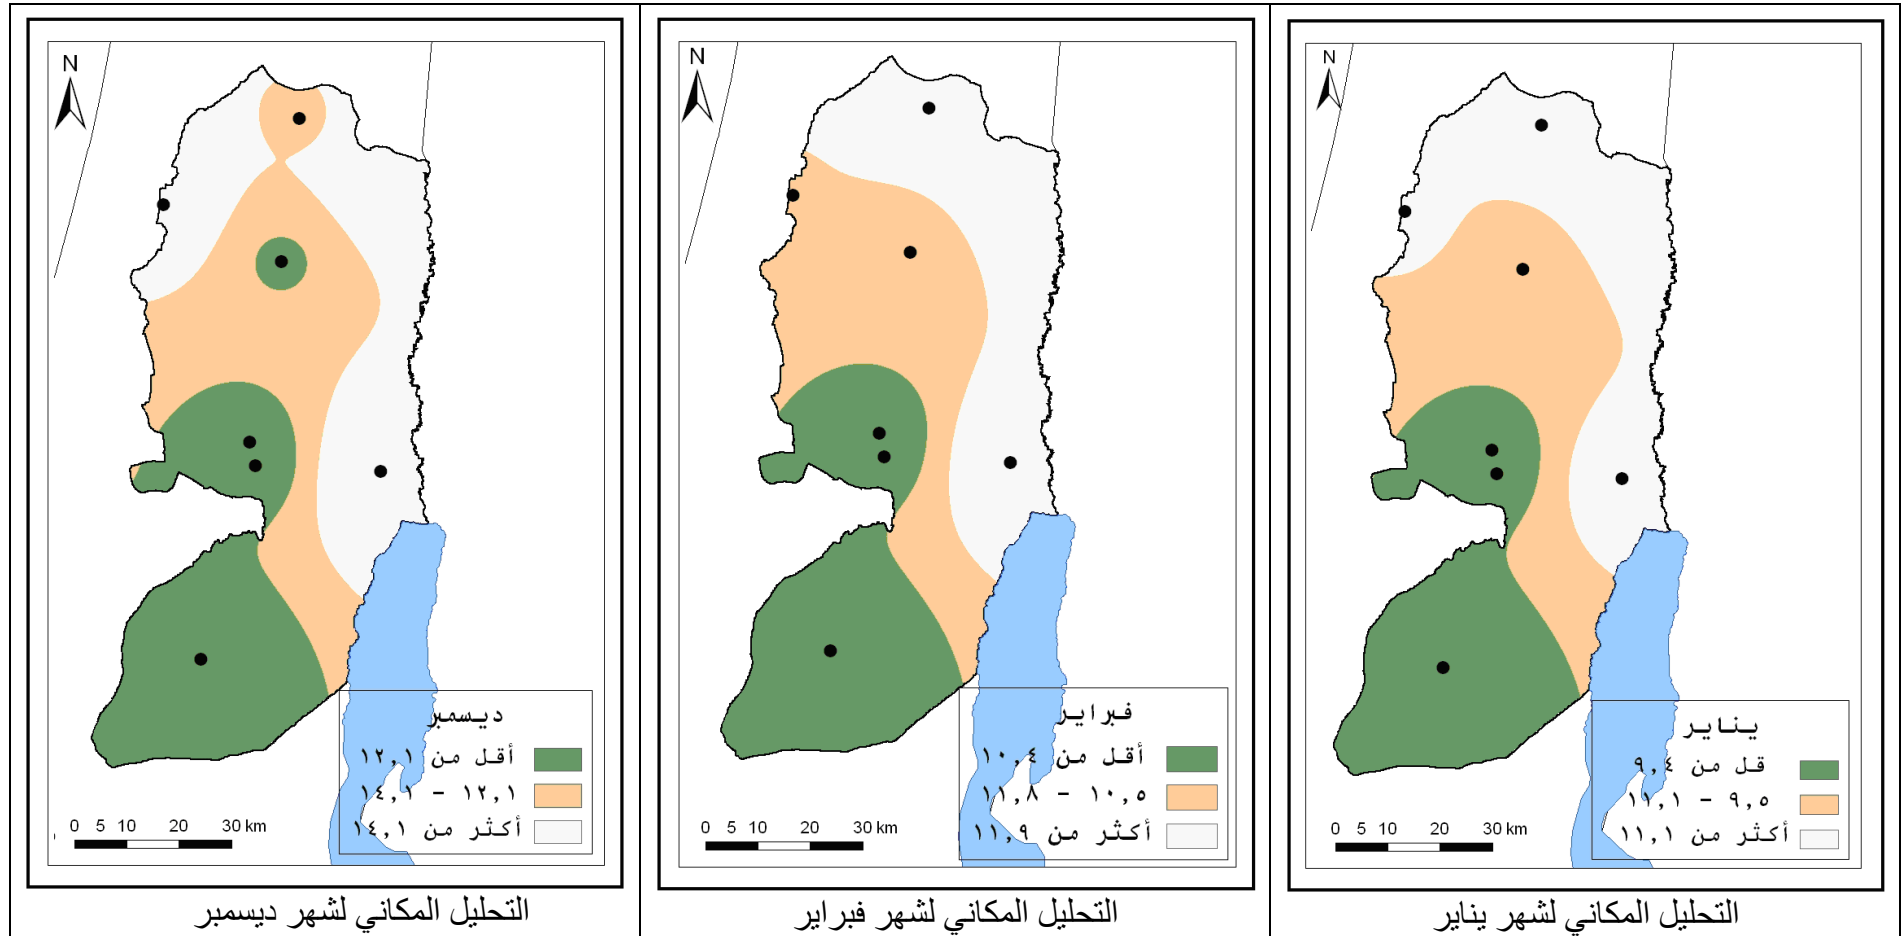 N
يناير
قل من ٩,٤
٩,٥ - ١١,١
أكثر من ١١,١
0 5 10 20 30 km
التحليل المكاني لشهر يناير
N
فبراير
أقل من ١٠,٤
١٠,٥ - ١١,٨
أكثر من ١١,٩
0 5 10 20 30 km
التحليل المكاني لشهر فبراير
N
ديسمبر
أقل من ١٢,١
١٢,١ - ١٤,١
أكثر من ١٤,١
0 5 10 20 30 km
التحليل المكاني لشهر ديسمبر